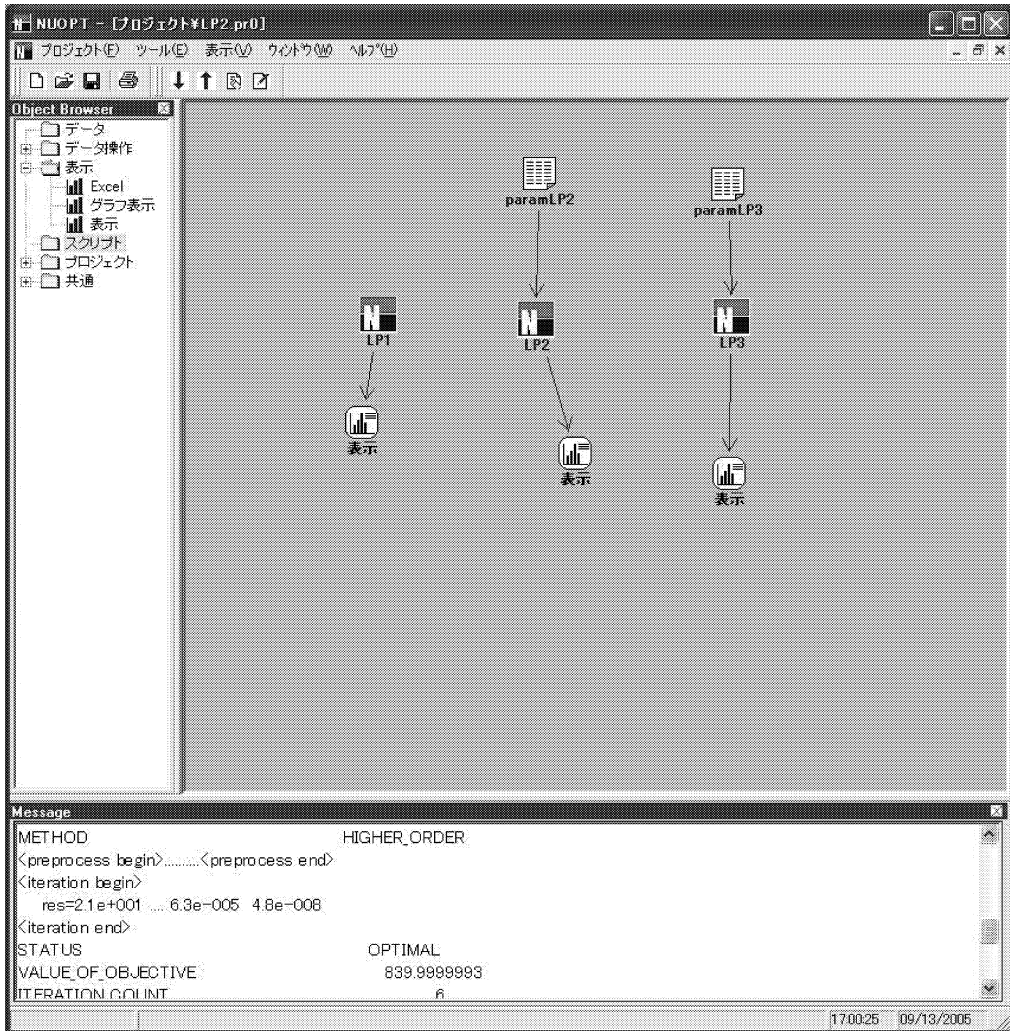 NUOPT - [プロジェクト¥LP2.pr0]
プロジェクト(F) ツール(E) 表示(V) ウィンドウ(W) ヘルプ(H)
Object Browser
データ
データ操作
表示
Excel
グラフ表示
表示
スクリプト
プロジェクト
共通
paramLP2
paramLP3
LP1
LP2
LP3
表示
表示
表示
Message
METHOD HIGHER_ORDER
<preprocess begin>.........<preprocess end>
<iteration begin>
res=2.1e+001 .... 6.3e-005 4.8e-008
<iteration end>
STATUS OPTIMAL
VALUE_OF_OBJECTIVE 839.9999993
ITERATION_COUNT 6
17:00:25 09/13/2005